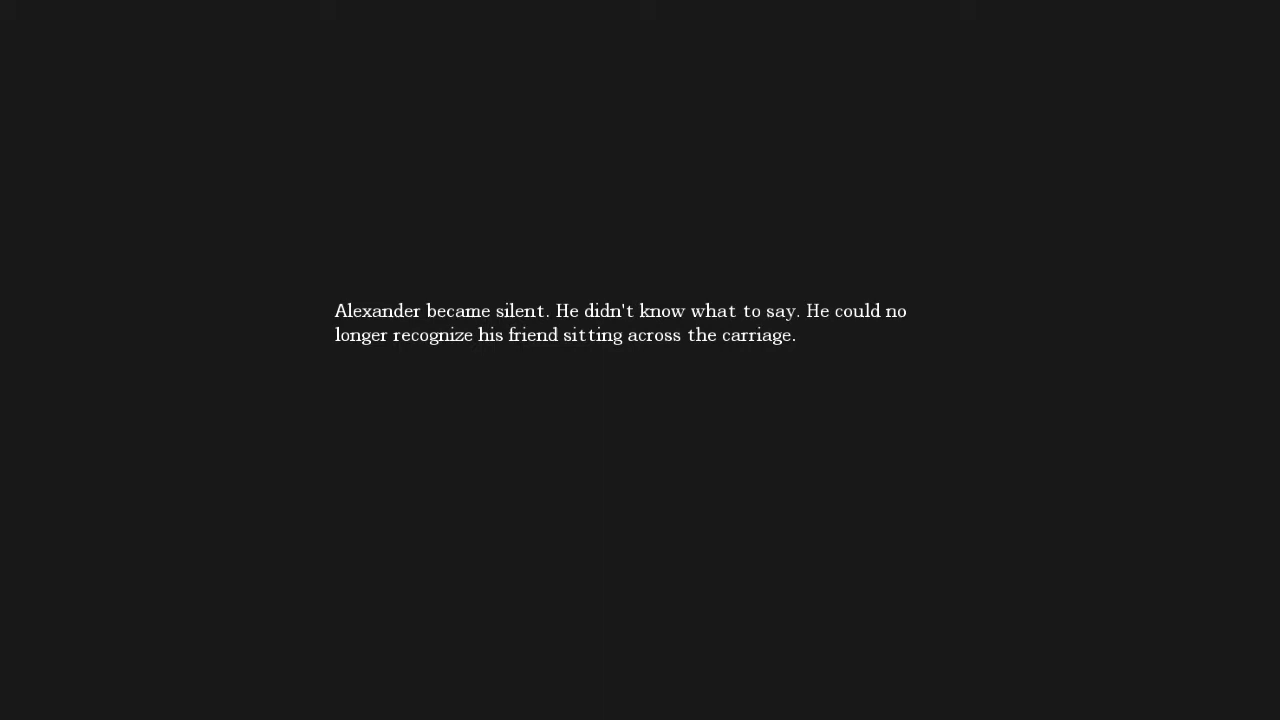 Alexander became silent. He didn't know what to say. He could no
longer recognize his friend sitting across the carriage.